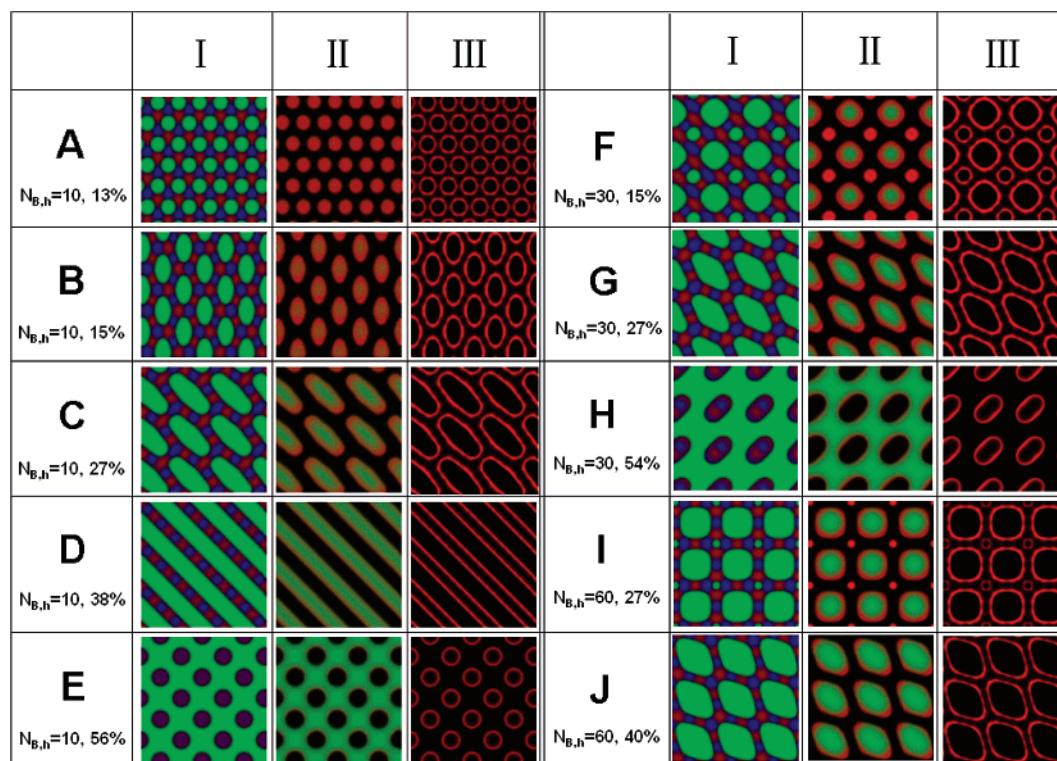 I II III I II III
A F
N_B,h=10, 13% N_B,h=30, 15%
B G
N_B,h=10, 15% N_B,h=30, 27%
C H
N_B,h=10, 27% N_B,h=30, 54%
D I
N_B,h=10, 38% N_B,h=60, 27%
E J
N_B,h=10, 56% N_B,h=60, 40%